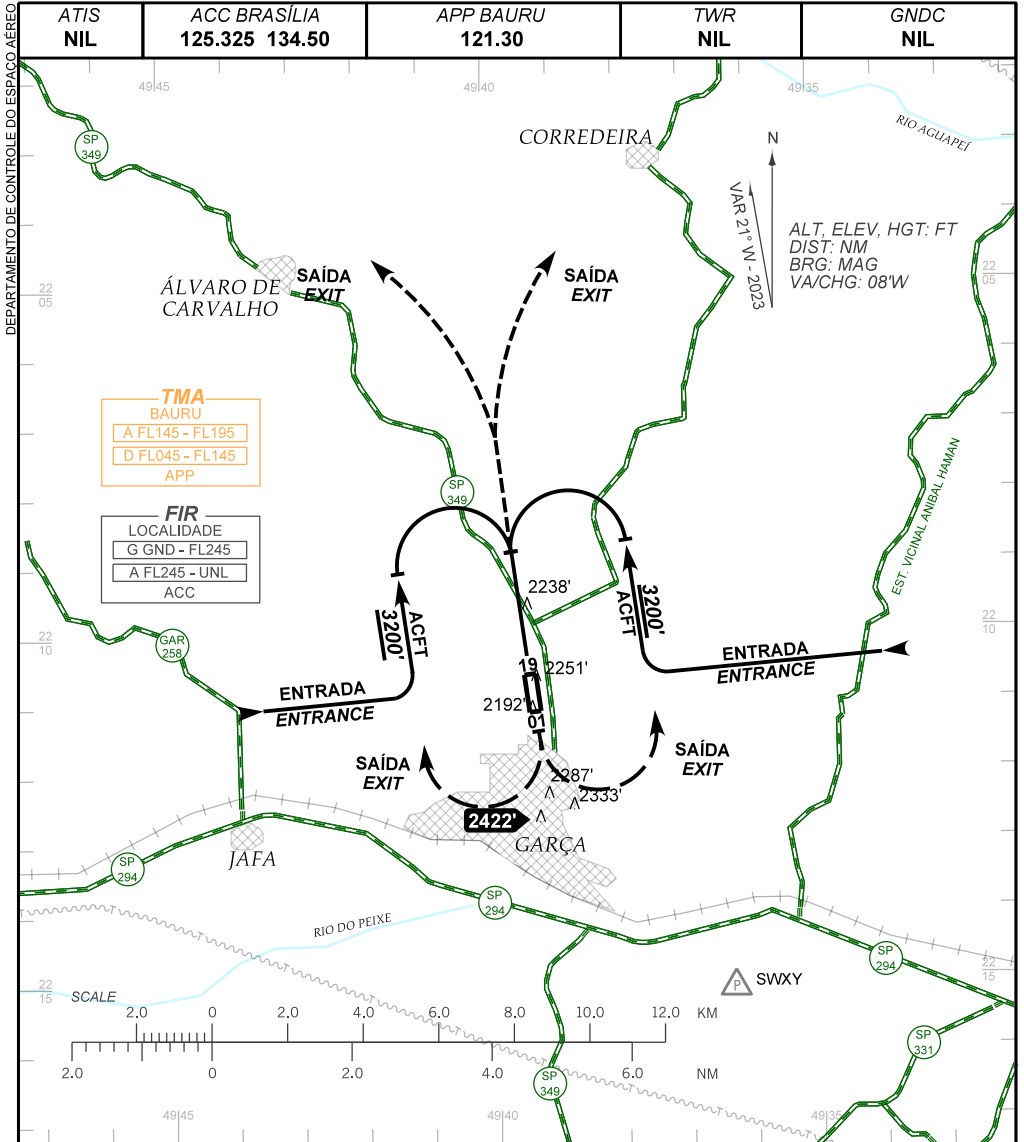 DEPARTAMENTO DE CONTROLE DO ESPAÇO AÉREO
ATIS
NIL
ACC BRASÍLIA
125.325 134.50
APP BAURU
121.30
TWR
NIL
GNDC
NIL
49 45
49 40
49 35
SP
349
CORREDEIRA
RIO AGUAPEÍ
N
VAR 21° W - 2023
ALT, ELEV, HGT: FT
DIST: NM
BRG: MAG
VA/CHG: 08'W
ÁLVARO DE
CARVALHO
SAÍDA
EXIT
SAÍDA
EXIT
22
05
22
05
TMA
BAURU
A FL145 - FL195
D FL045 - FL145
APP
SP
349
EST. VICINAL ANIBAL HAMAN
FIR
LOCALIDADE
G GND - FL245
A FL245 - UNL
ACC
2238'
3200'
ACFT
3200'
ACFT
22
10
22
10
GAR
258
ENTRADA
ENTRANCE
19
2251'
ENTRADA
ENTRANCE
2192'
01
SAÍDA
EXIT
SAÍDA
EXIT
2287'
2333'
2422'
GARÇA
JAFA
SP
294
SP
294
RIO DO PEIXE
SP
294
22
15
22
15
P
SWXY
SCALE
2.0 0 2.0 4.0 6.0 8.0 10.0 12.0 KM
2.0 0 2.0 4.0 6.0 NM
SP
331
SP
349
49 45
49 40
49 35